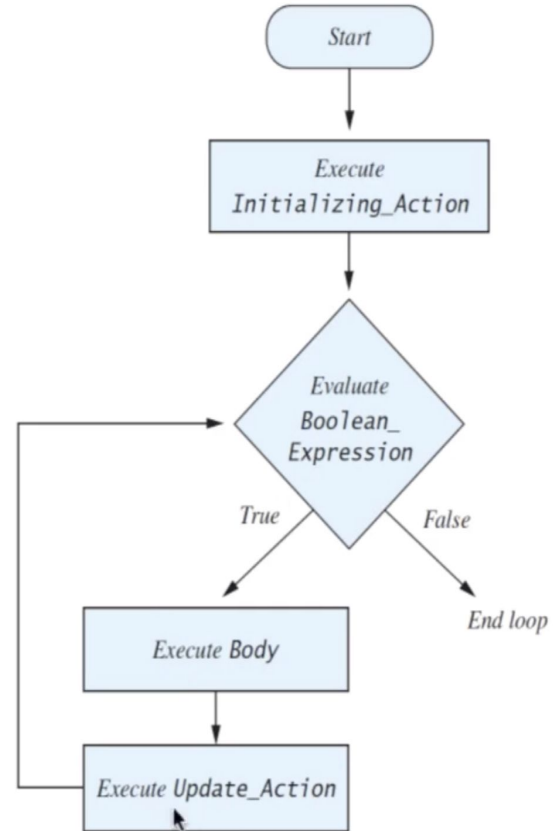 Start
Execute
Initializing_Action
Evaluate
Boolean_
Expression
True
False
End loop
Execute Body
Execute Update_Action